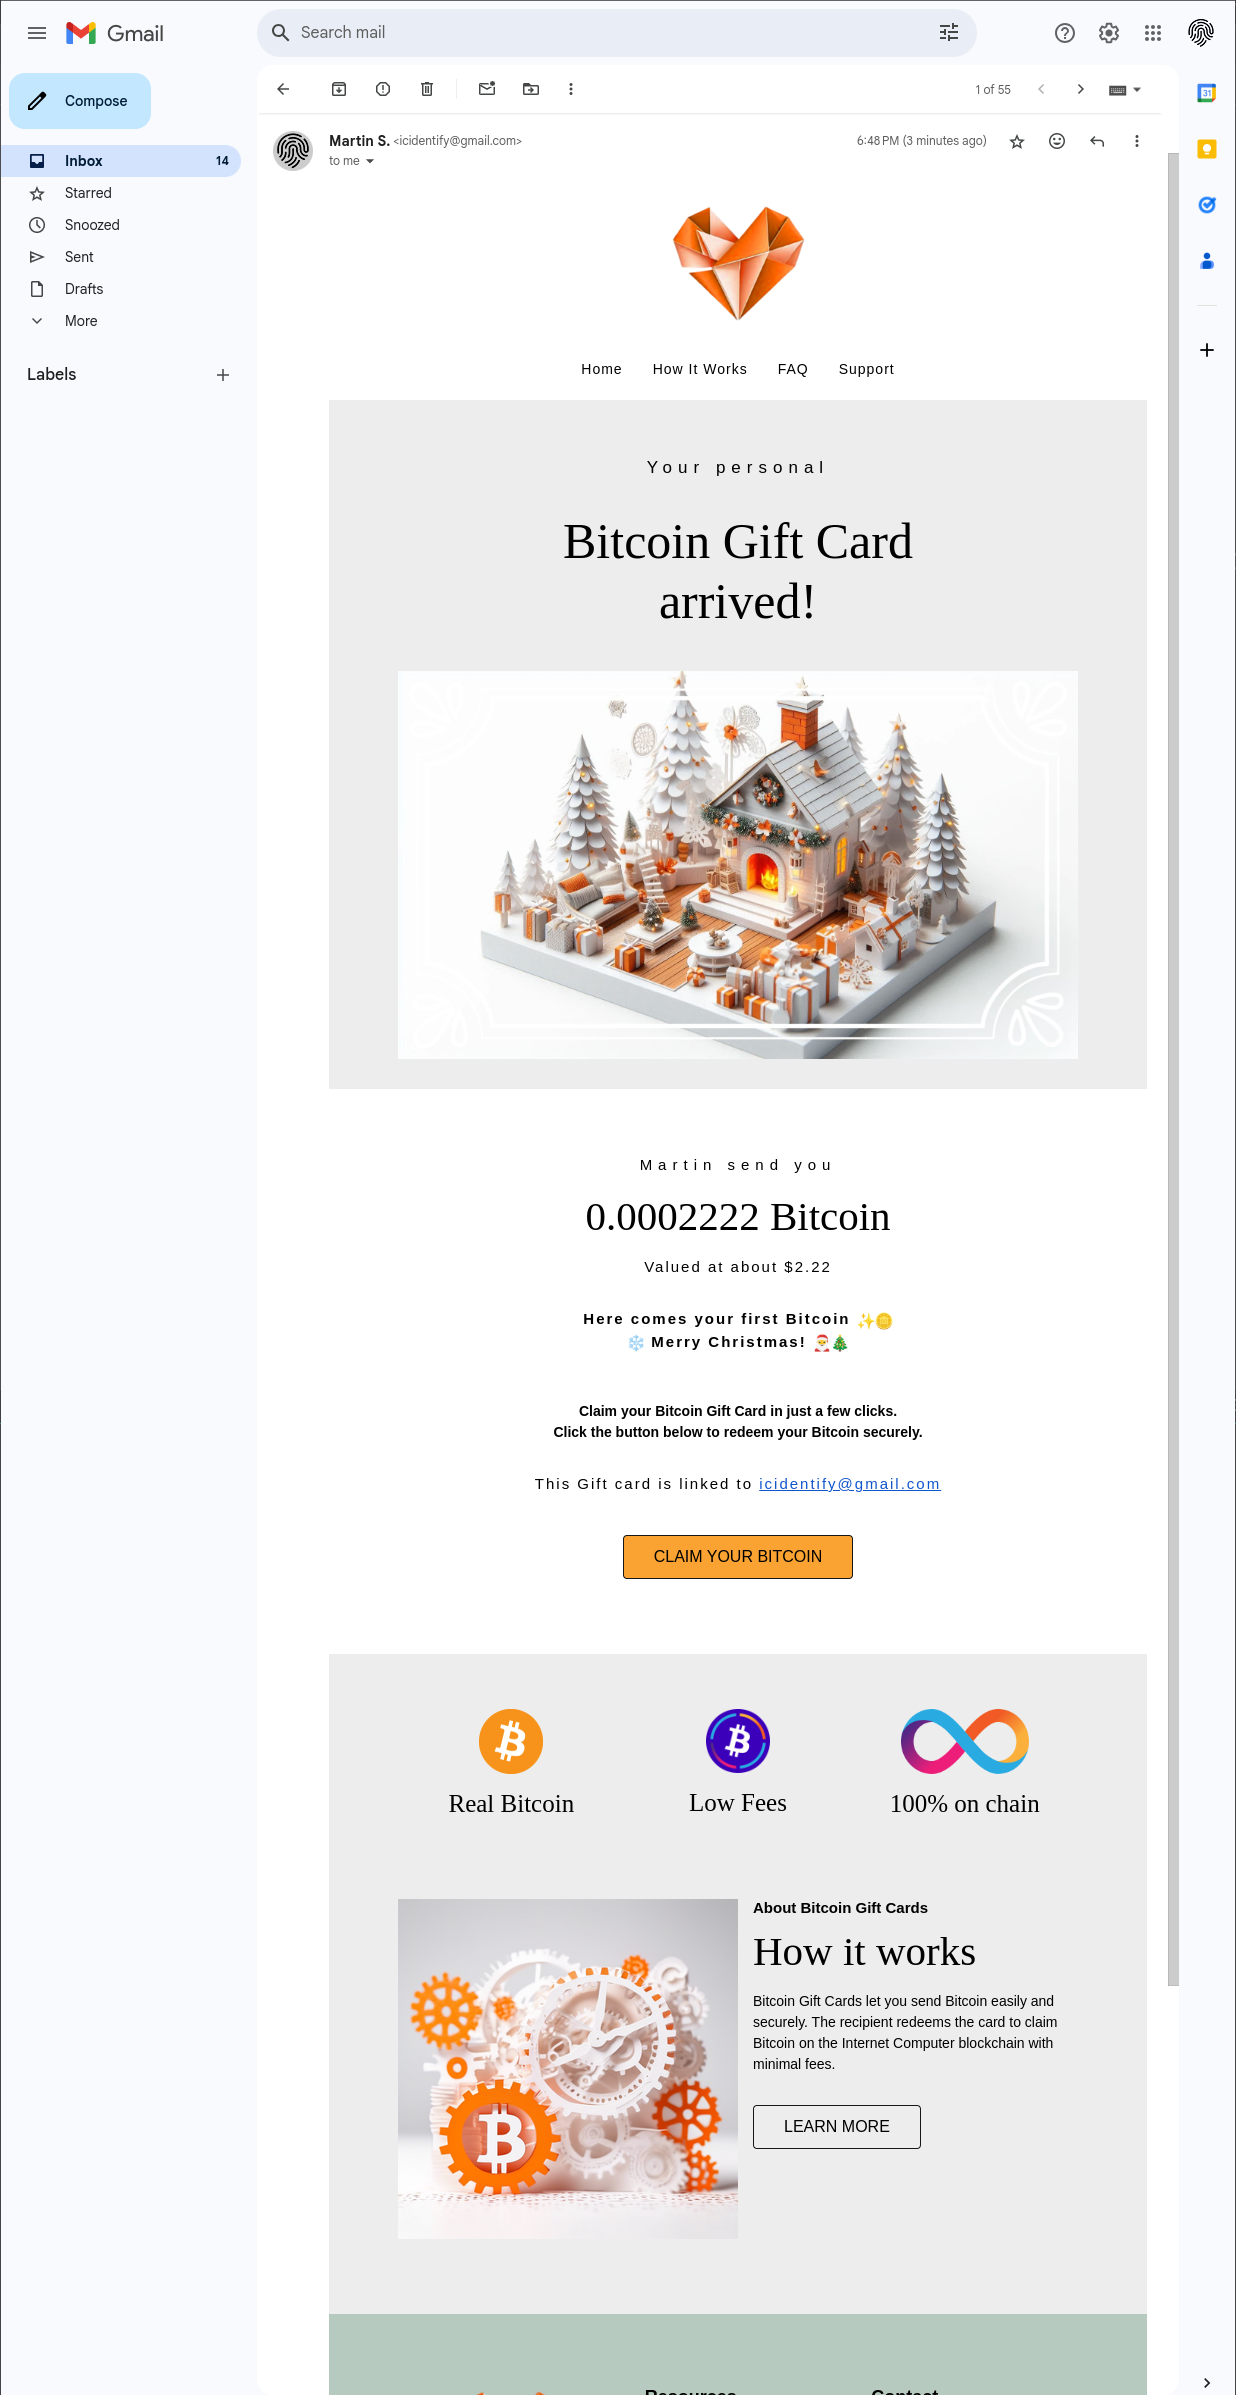 Gmail
Search mail
Compose
Inbox 14
Starred
Snoozed
Sent
Drafts
More
Labels
1 of 55
Martin S. <icidentify@gmail.com>
6:48 PM (3 minutes ago)
to me
Home How It Works FAQ Support
Your personal
Bitcoin Gift Card
arrived!
Martin send you
0.0002222 Bitcoin
Valued at about $2.22
Here comes your first Bitcoin ✨🪙
❄️ Merry Christmas! 🎅🎄
Claim your Bitcoin Gift Card in just a few clicks.
Click the button below to redeem your Bitcoin securely.
This Gift card is linked to icidentify@gmail.com
CLAIM YOUR BITCOIN
Real Bitcoin
Low Fees
100% on chain
About Bitcoin Gift Cards
How it works
Bitcoin Gift Cards let you send Bitcoin easily and
securely. The recipient redeems the card to claim
Bitcoin on the Internet Computer blockchain with
minimal fees.
LEARN MORE
Resources
Contact
31